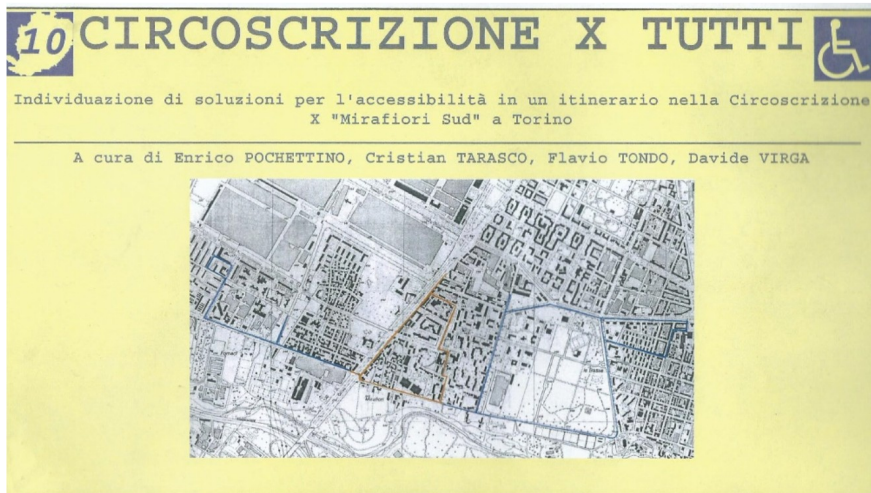 10 CIRCOSCRIZIONE X TUTTI
Individuazione di soluzioni per l'accessibilità in un itinerario nella Circoscrizione
X "Mirafiori Sud" a Torino
A cura di Enrico POCHETTINO, Cristian TARASCO, Flavio TONDO, Davide VIRGA